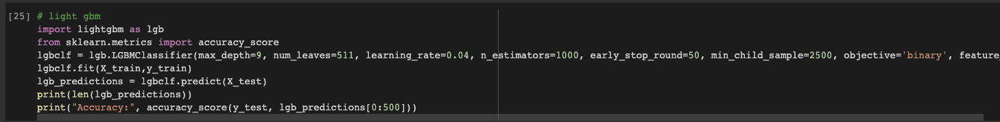 [25] # light gbm
import lightgbm as lgb
from sklearn.metrics import accuracy_score
lgbclf = lgb.LGBMClassifier(max_depth=9, num_leaves=511, learning_rate=0.04, n_estimators=1000, early_stop_round=50, min_child_sample=2500, objective='binary', feature_
lgbclf.fit(X_train,y_train)
lgb_predictions = lgbclf.predict(X_test)
print(len(lgb_predictions))
print("Accuracy:", accuracy_score(y_test, lgb_predictions[0:500]))